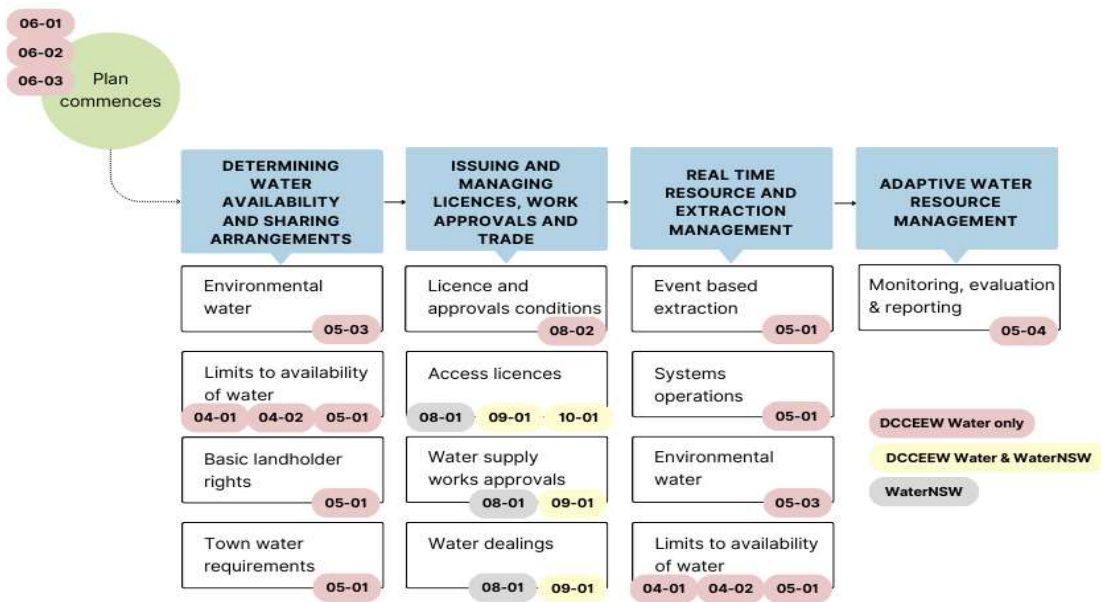 06-01
06-02
06-03
Plan
commences
DETERMINING
WATER
AVAILABILITY
AND SHARING
ARRANGEMENTS
Environmental
water
05-03
Limits to availability
of water
04-01 04-02 05-01
Basic landholder
rights
05-01
Town water
requirements
05-01
ISSUING AND
MANAGING
LICENCES, WORK
APPROVALS AND
TRADE
Licence and
approvals conditions
08-02
Access licences
08-01 09-01 10-01
Water supply
works approvals
08-01 09-01
Water dealings
08-01 09-01
REAL TIME
RESOURCE AND
EXTRACTION
MANAGEMENT
Event based
extraction
05-01
Systems
operations
05-01
Environmental
water
05-03
Limits to availability
of water
04-01 04-02 05-01
ADAPTIVE WATER
RESOURCE
MANAGEMENT
Monitoring, evaluation
& reporting
05-04
DCCEEW Water only
DCCEEW Water & WaterNSW
WaterNSW